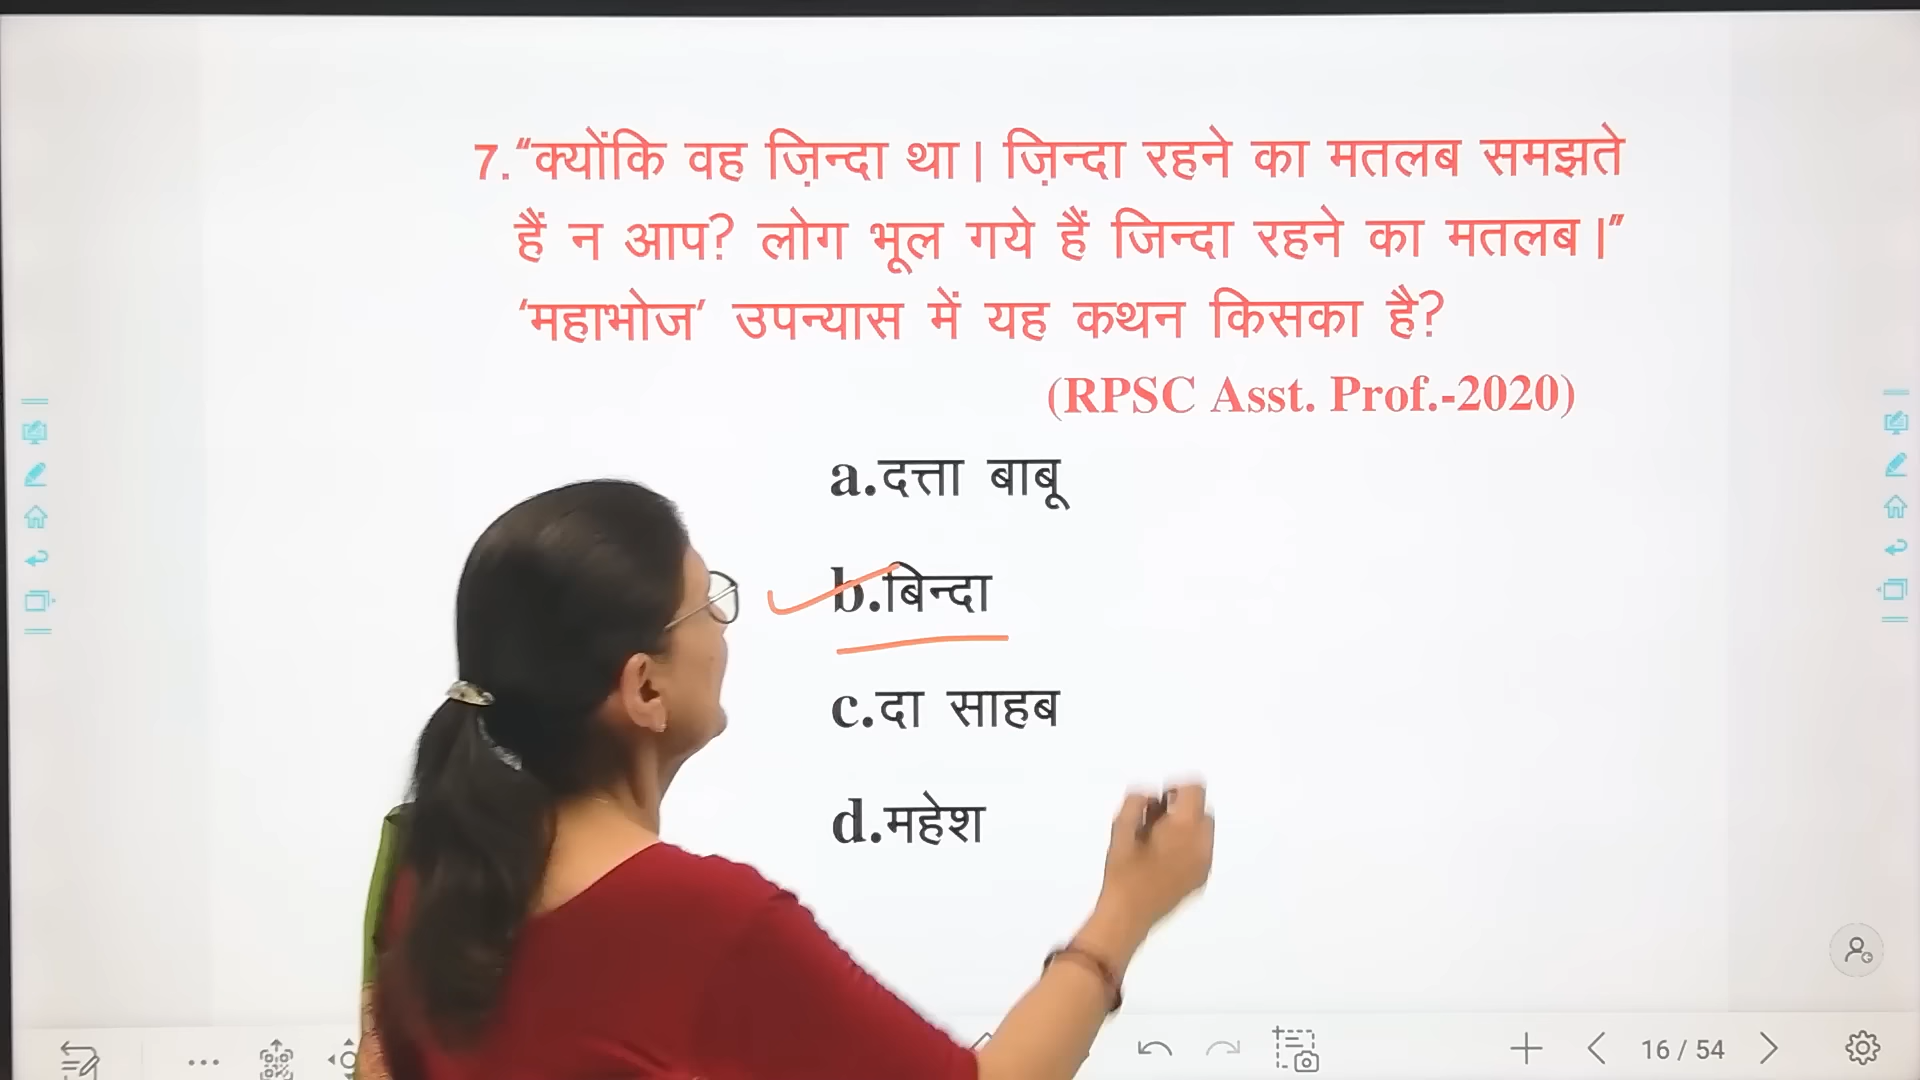 7. “क्योंकि वह ज़िन्दा था। ज़िन्दा रहने का मतलब समझते
हैं न आप? लोग भूल गये हैं जिन्दा रहने का मतलब।”
‘महाभोज’ उपन्यास में यह कथन किसका है?
(RPSC Asst. Prof.-2020)
a.दत्ता बाबू
b.बिन्दा
c.दा साहब
d.महेश
16 / 54